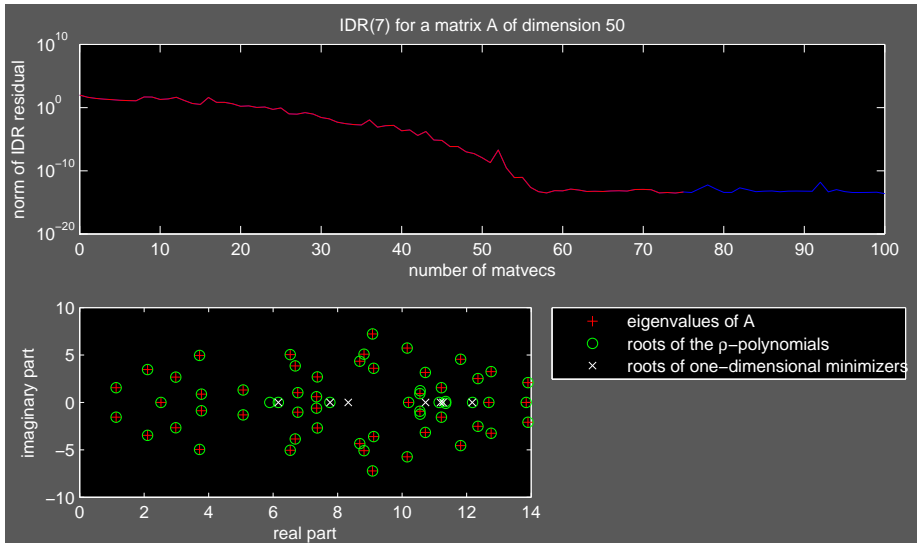 IDR(7) for a matrix A of dimension 50
norm of IDR residual
10^10
10^0
10^−10
10^−20
0 10 20 30 40 50 60 70 80 90 100
number of matvecs
imaginary part
10
5
0
−5
−10
0 2 4 6 8 10 12 14
real part
eigenvalues of A
roots of the ρ−polynomials
roots of one−dimensional minimizers